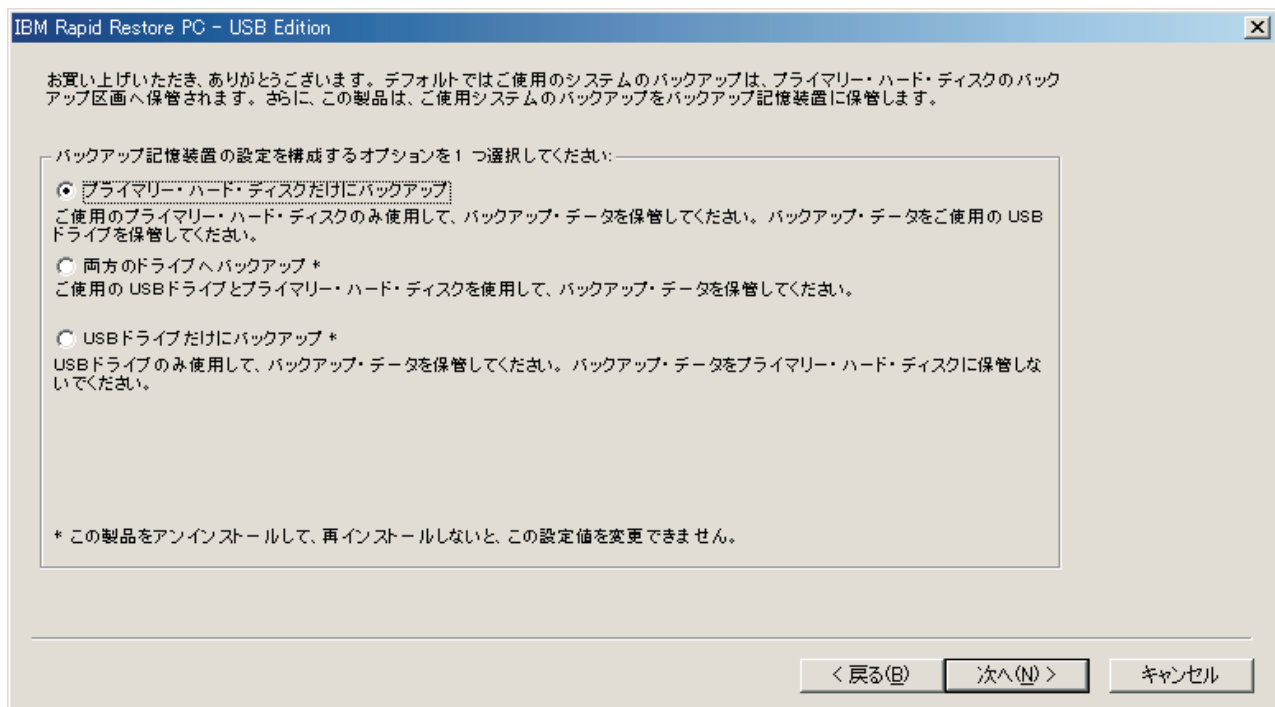 IBM Rapid Restore PC - USB Edition
お買い上げいただき、ありがとうございます。デフォルトではご使用のシステムのバックアップは、プライマリー・ハード・ディスクのバック
アップ区画へ保管されます。さらに、この製品は、ご使用システムのバックアップをバックアップ記憶装置に保管します。
バックアップ記憶装置の設定を構成するオプションを1 つ選択してください:
プライマリー・ハード・ディスクだけにバックアップ
ご使用のプライマリー・ハード・ディスクのみ使用して、バックアップ・データを保管してください。バックアップ・データをご使用の USB
ドライブを保管してください。
両方のドライブへバックアップ *
ご使用の USBドライブとプライマリー・ハード・ディスクを使用して、バックアップ・データを保管してください。
USBドライブだけにバックアップ *
USBドライブのみ使用して、バックアップ・データを保管してください。バックアップ・データをプライマリー・ハード・ディスクに保管しな
いでください。
* この製品をアンインストールして、再インストールしないと、この設定値を変更できません。
< 戻る(B)
次へ(N) >
キャンセル